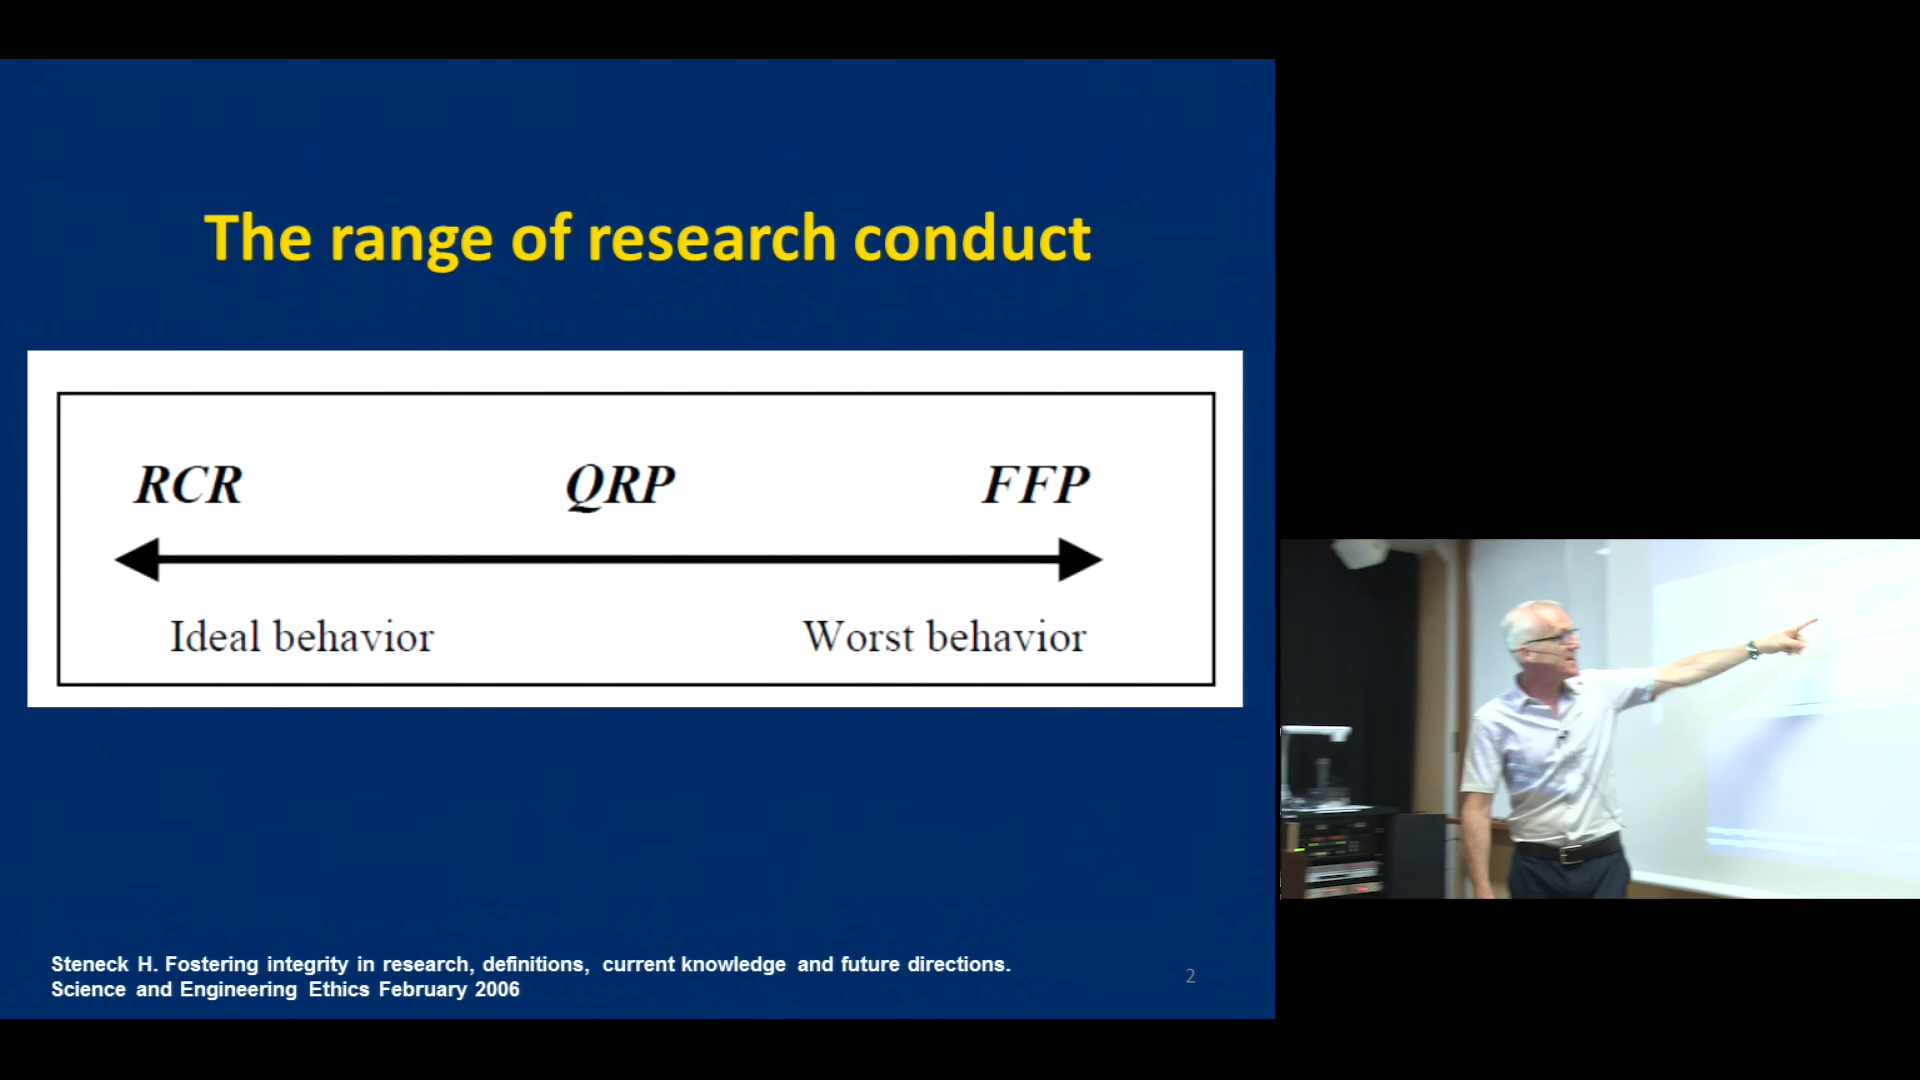 The range of research conduct
RCR QRP FFP
Ideal behavior Worst behavior
Steneck H. Fostering integrity in research, definitions, current knowledge and future directions.
Science and Engineering Ethics February 2006
2